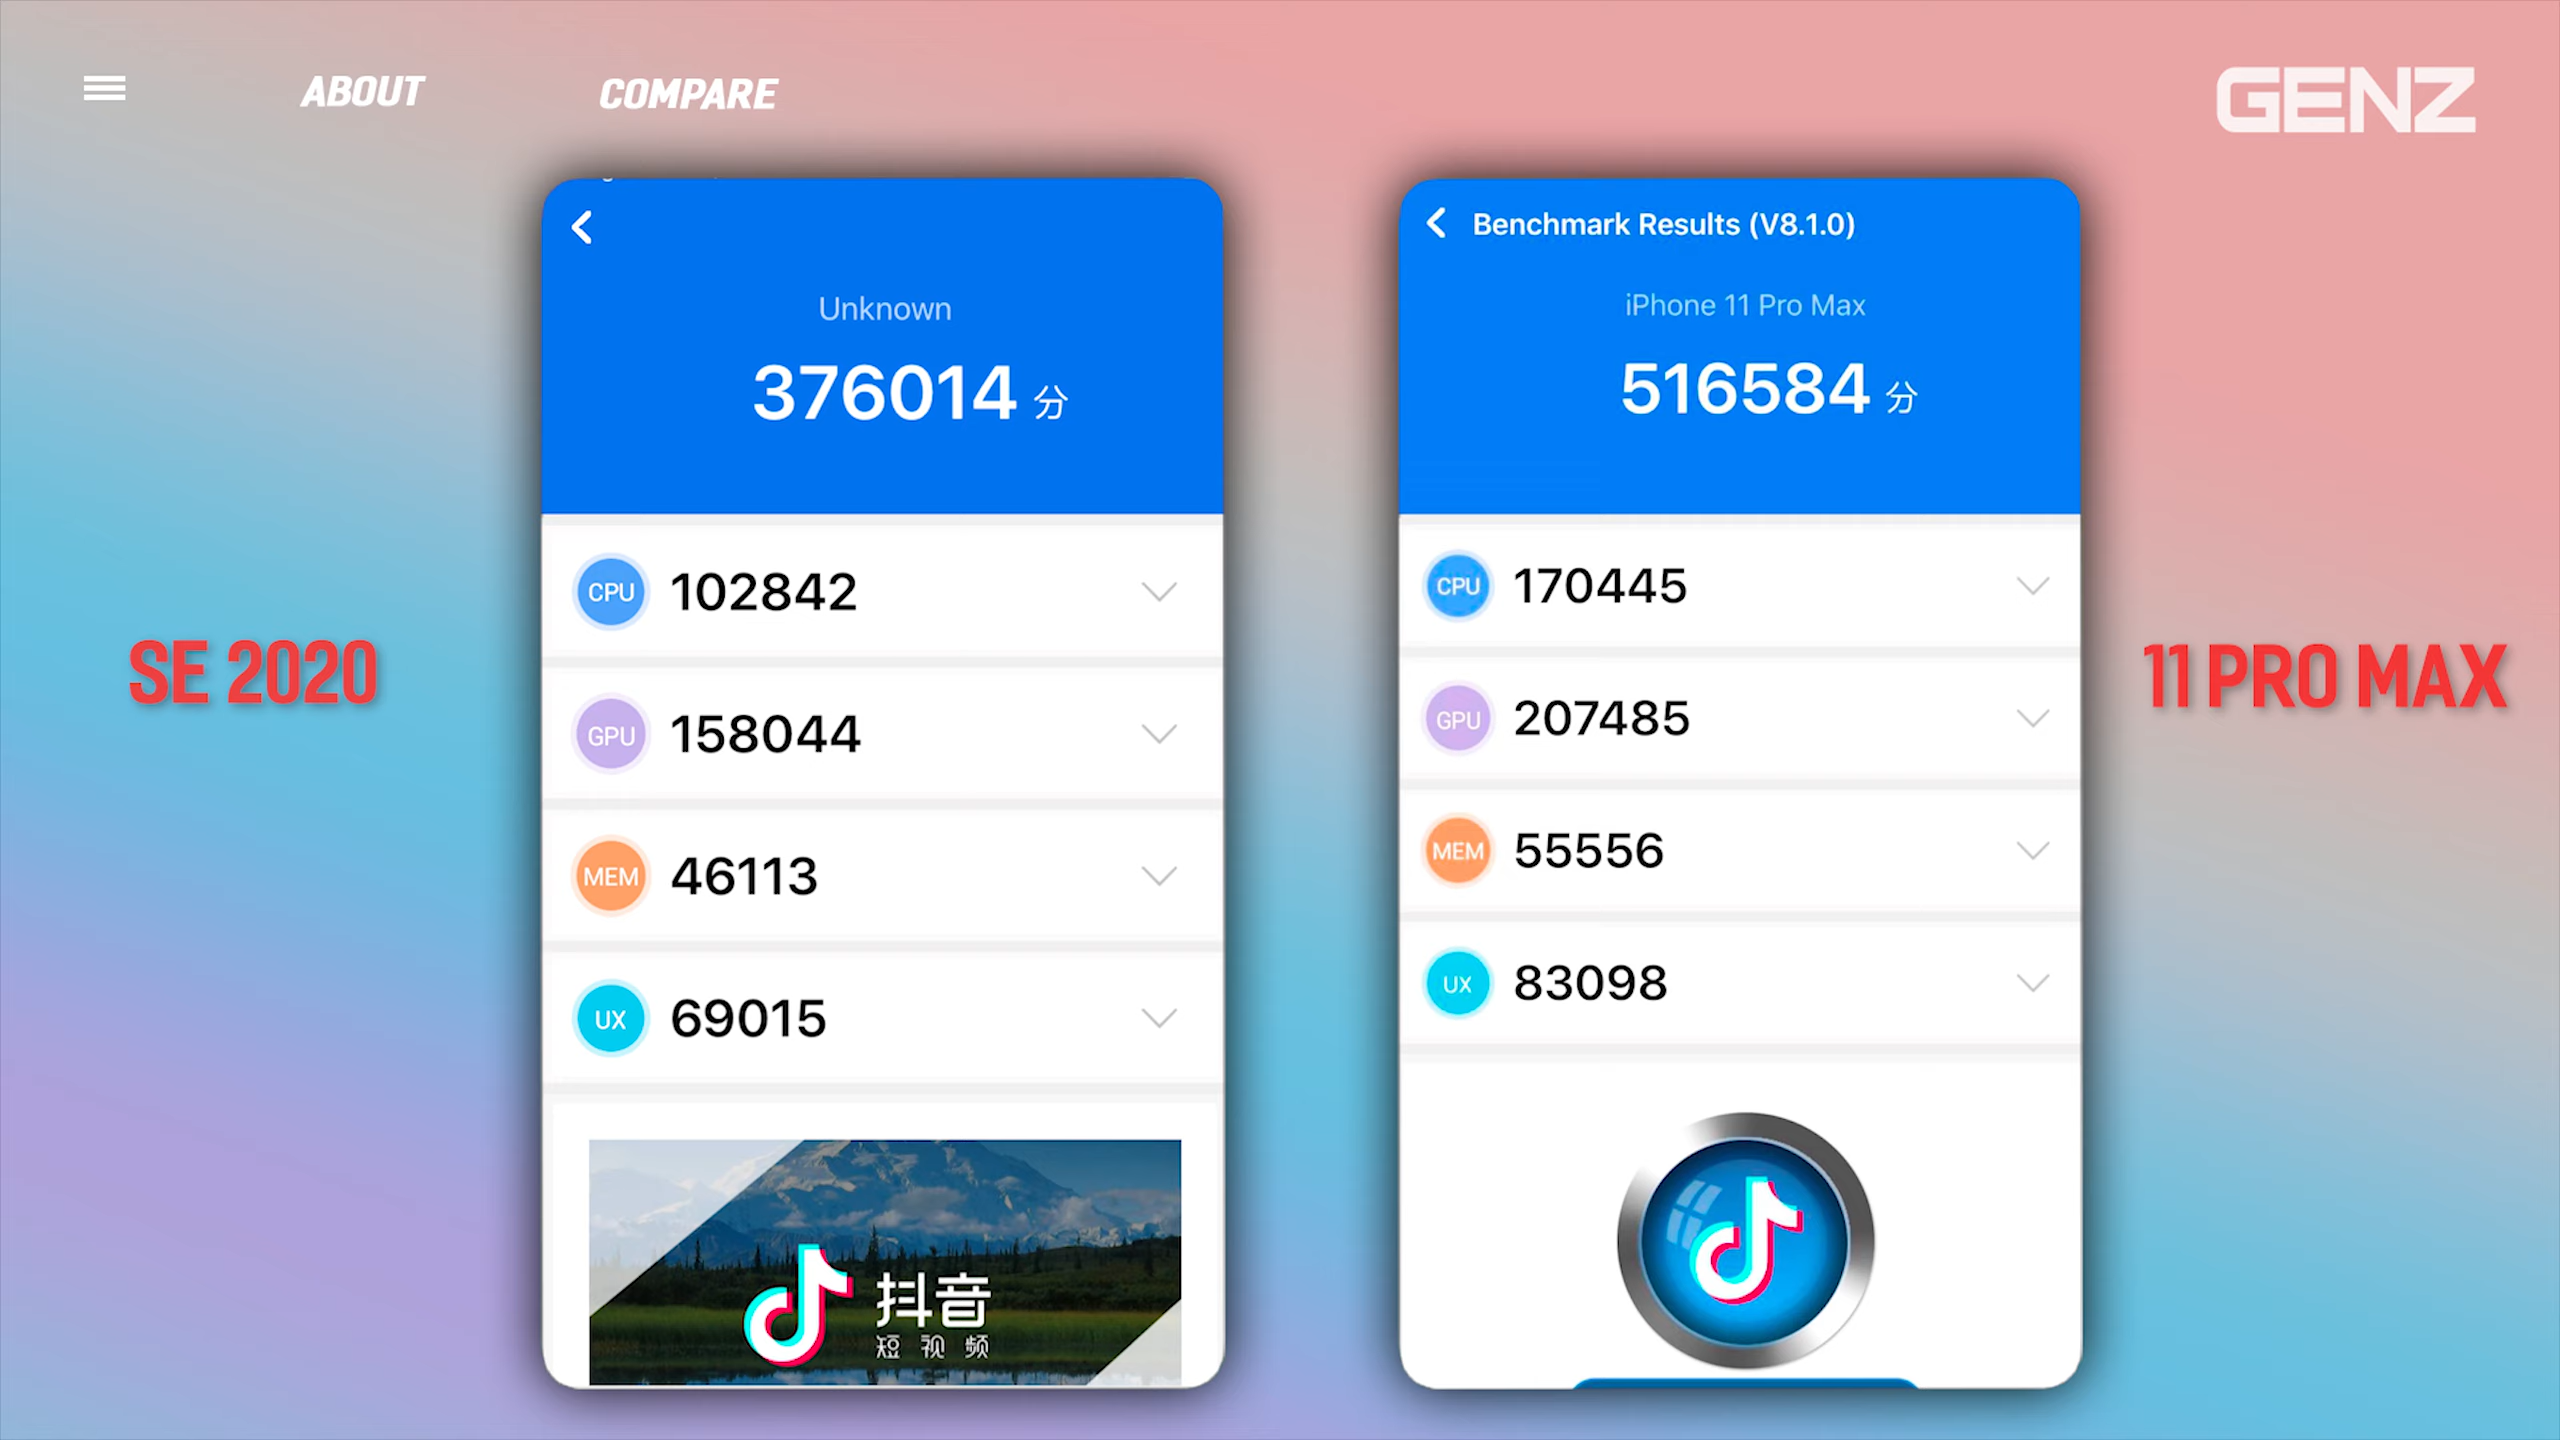 ABOUT
COMPARE
GENZ
Unknown
376014 分
CPU 102842
GPU 158044
MEM 46113
UX 69015
抖音
短视频
SE 2020
Benchmark Results (V8.1.0)
iPhone 11 Pro Max
516584 分
CPU 170445
GPU 207485
MEM 55556
UX 83098
11 PRO MAX